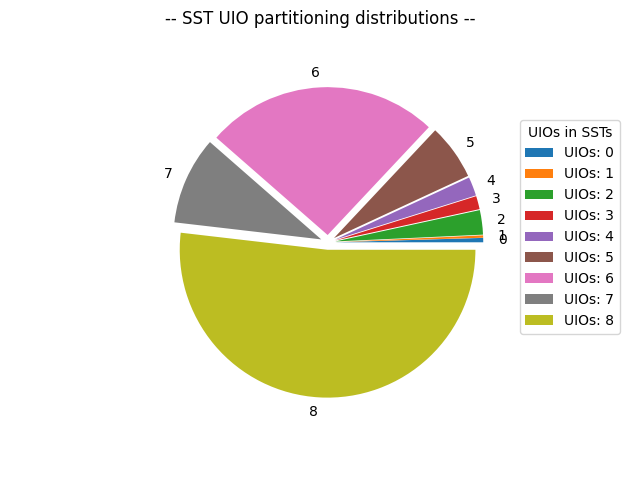 -- SST UIO partitioning distributions --
6
5
7
4
3
2
1
0
8
UIOs in SSTs
UIOs: 0
UIOs: 1
UIOs: 2
UIOs: 3
UIOs: 4
UIOs: 5
UIOs: 6
UIOs: 7
UIOs: 8